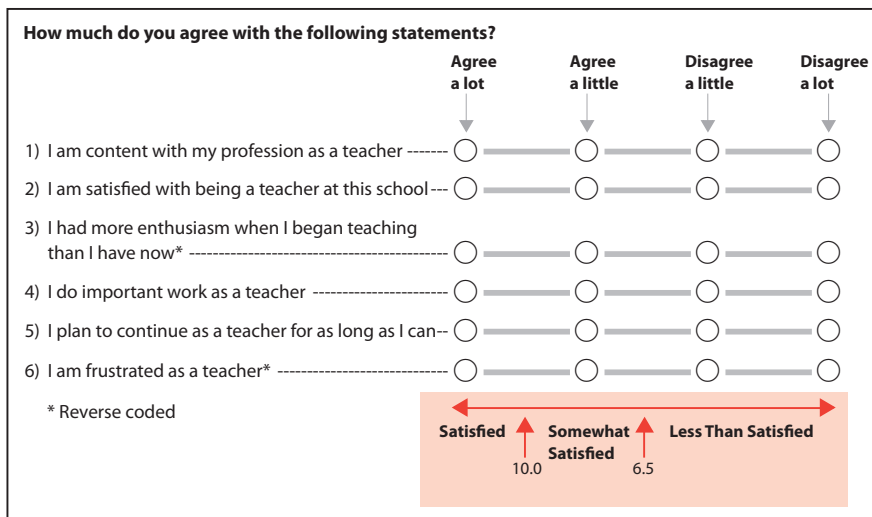 How much do you agree with the following statements?
Agree a lot
Agree a little
Disagree a little
Disagree a lot
1) I am content with my profession as a teacher -------
2) I am satisfied with being a teacher at this school ---
3) I had more enthusiasm when I began teaching
than I have now* --------------------------------------------
4) I do important work as a teacher -----------------------
5) I plan to continue as a teacher for as long as I can--
6) I am frustrated as a teacher* -----------------------------
* Reverse coded
Satisfied
Somewhat Satisfied
Less Than Satisfied
10.0
6.5